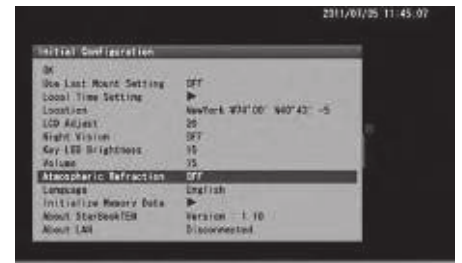 2011/07/05 11:45:07
Initial Configuration
OK
Use Last Mount Setting OFF
Local Time Setting ▶
Location NewYork W74°00' N40°43' -5
LCD Adjust 20
Night Vision OFF
Key LED Brightness 15
Volume 15
Atmospheric Refraction OFF
Language English
Initialize Memory Data ▶
About StarBookTEN Version : 1.10
About LAN Disconnected